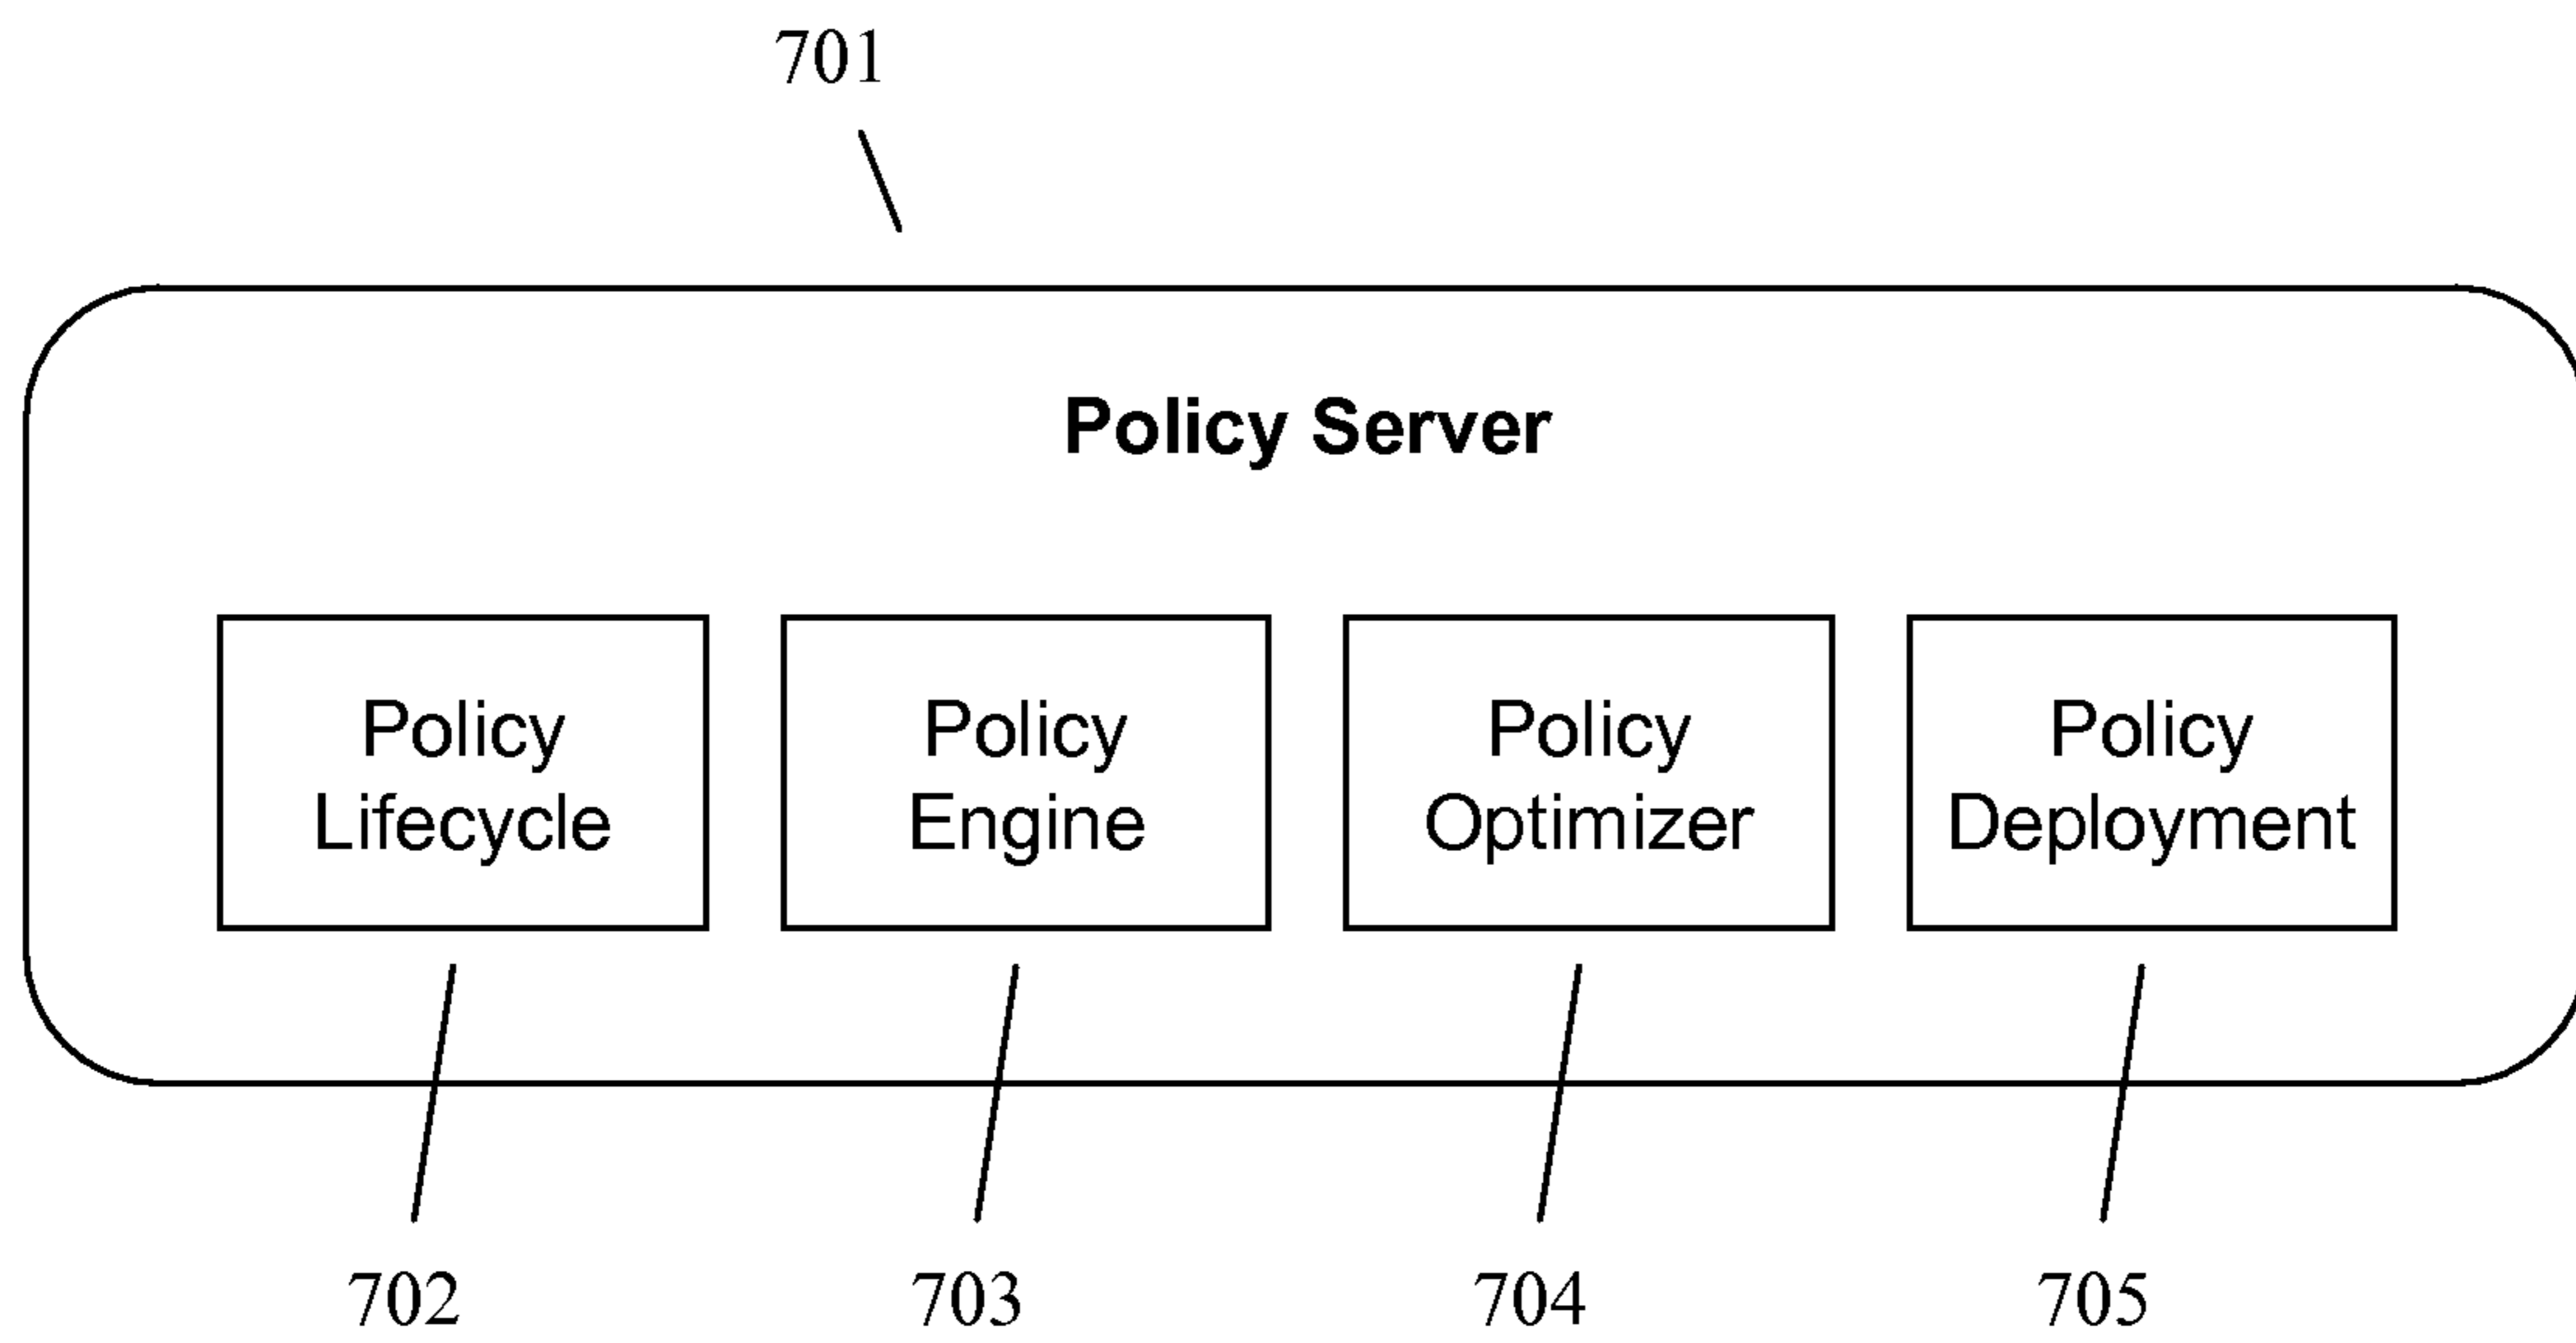 701
Policy Server
Policy
Lifecycle
Policy
Engine
Policy
Optimizer
Policy
Deployment
702
703
704
705